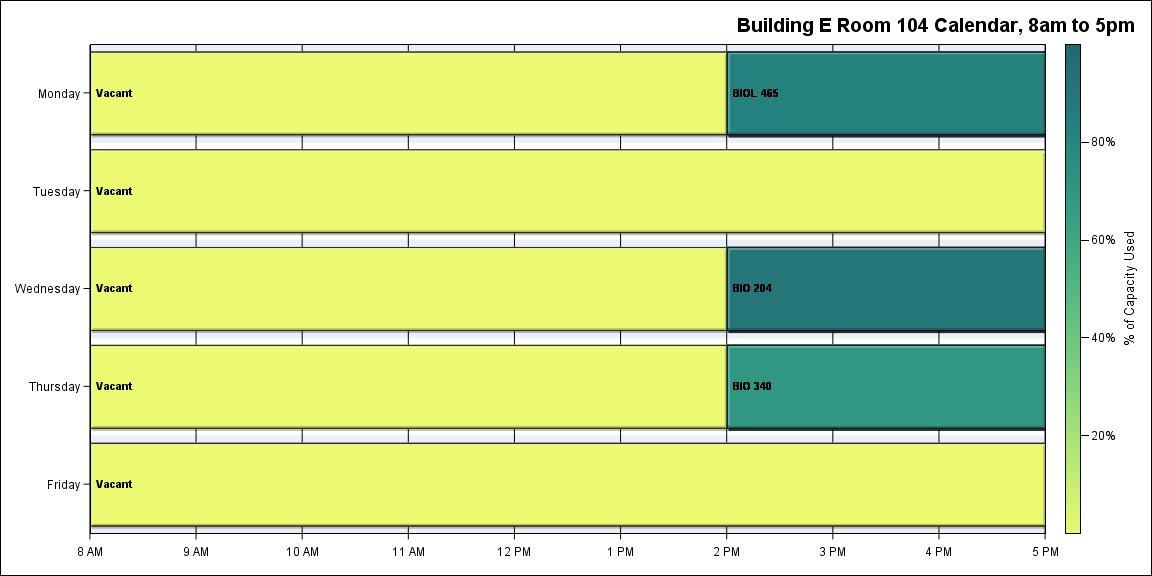 Building E Room 104 Calendar, 8am to 5pm
Monday
Vacant
BIOL 465
Tuesday
Vacant
Wednesday
Vacant
BIO 204
Thursday
Vacant
BIO 340
Friday
Vacant
8 AM 9 AM 10 AM 11 AM 12 PM 1 PM 2 PM 3 PM 4 PM 5 PM
80%
60%
40%
20%
% of Capacity Used